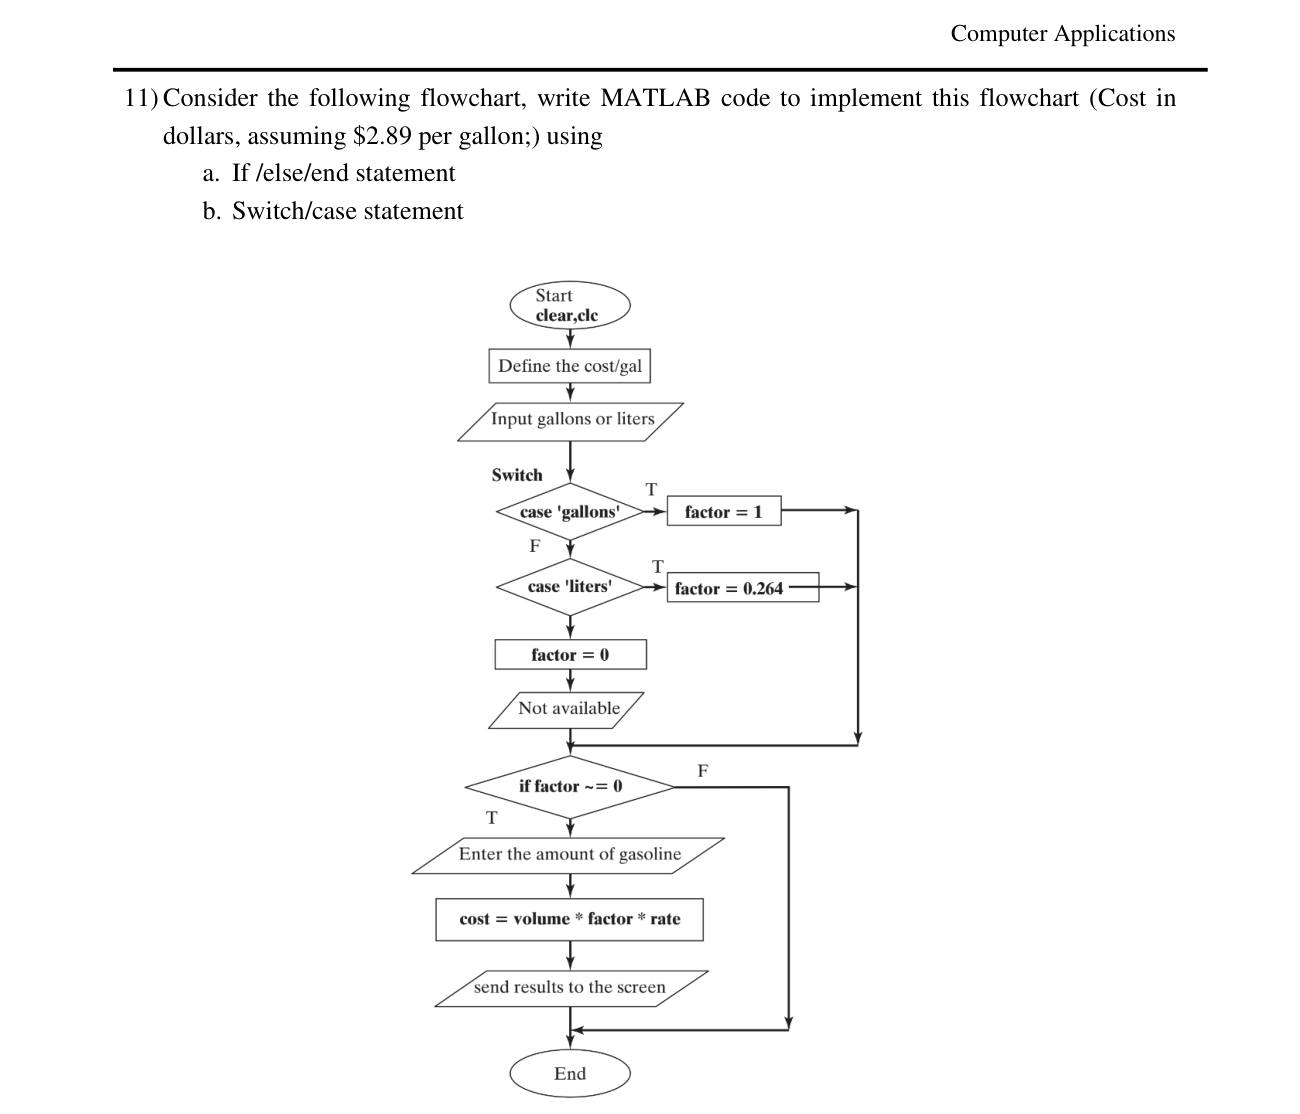 Computer Applications
11) Consider the following flowchart, write MATLAB code to implement this flowchart (Cost in
dollars, assuming $2.89 per gallon;) using
a. If /else/end statement
b. Switch/case statement
Start
clear,clc
Define the cost/gal
Input gallons or liters
Switch
T
case 'gallons'
factor = 1
F
T
case 'liters'
factor = 0.264
factor = 0
Not available
F
if factor ~= 0
T
Enter the amount of gasoline
cost = volume * factor * rate
send results to the screen
End